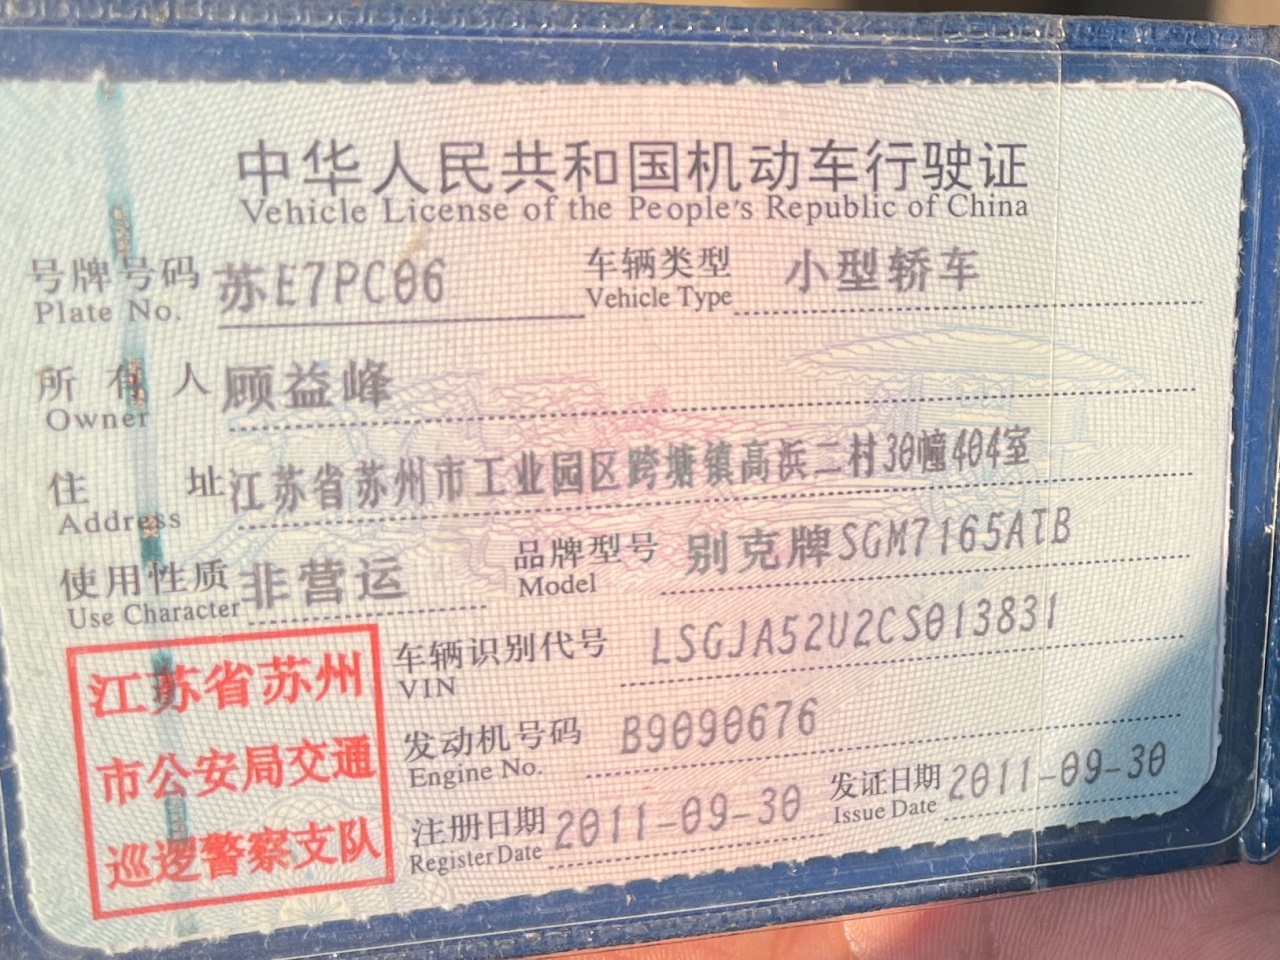 中华人民共和国机动车行驶证
Vehicle License of the People's Republic of China
号牌号码 苏E7PC06 车辆类型 小型轿车
Plate No. Vehicle Type
所有人 顾益峰
Owner
住址 江苏省苏州市工业园区跨塘镇高浜二村30幢404室
Address
使用性质 非营运 品牌型号 别克牌SGM7165ATB
Use Character Model
车辆识别代号 LSGJA52U2CS013831
VIN
发动机号码 B9090676
Engine No.
注册日期 2011-09-30 发证日期 2011-09-30
Register Date Issue Date
江苏省苏州
市公安局交通
巡逻警察支队